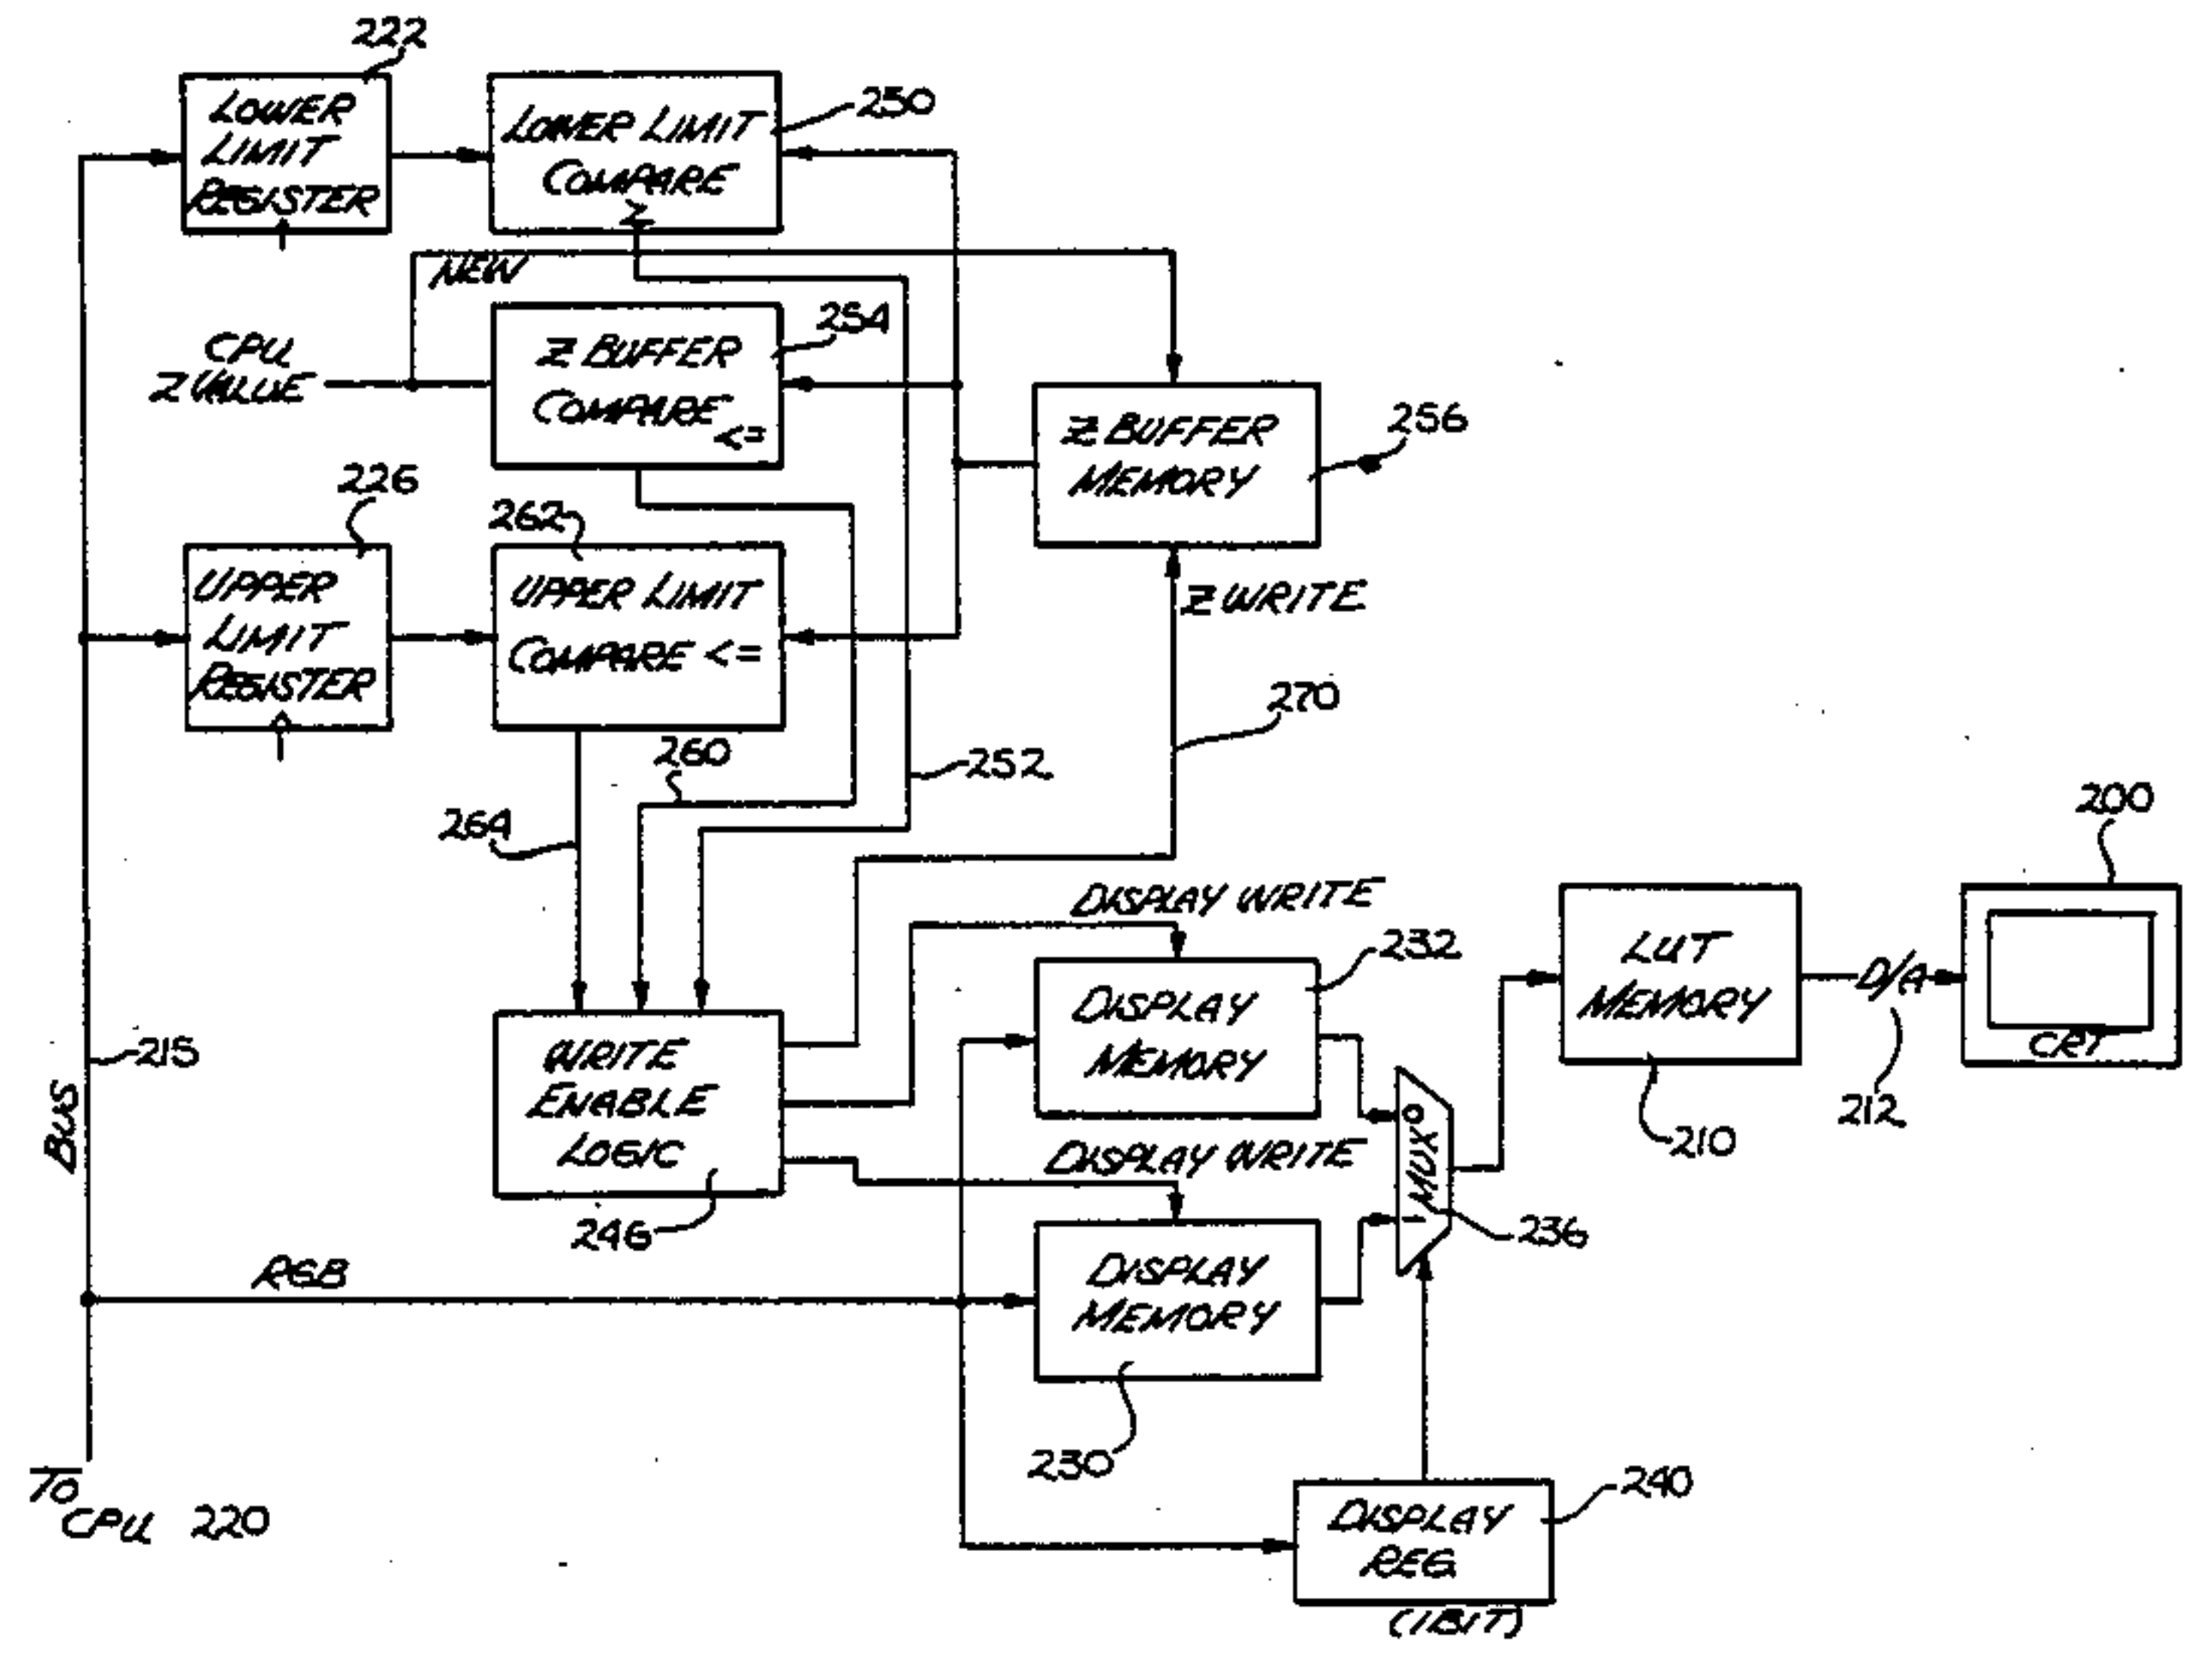 222
LOWER
LIMIT
REGISTER
250
LOWER LIMIT
COMPARE
NEW
CPU
Z VALUE
254
Z BUFFER
COMPARE
<=
Z BUFFER
MEMORY
256
226
UPPER
LIMIT
REGISTER
262
UPPER LIMIT
COMPARE <=
Z WRITE
270
260
252
264
200
CRT
DISPLAY WRITE
232
DISPLAY
MEMORY
LUT
MEMORY
D/A
212
210
215
BUS
WRITE
ENABLE
LOGIC
246
DISPLAY WRITE
0
MUX
1
236
RGB
DISPLAY
MEMORY
230
240
DISPLAY
REG
(1BIT)
TO
CPU 220